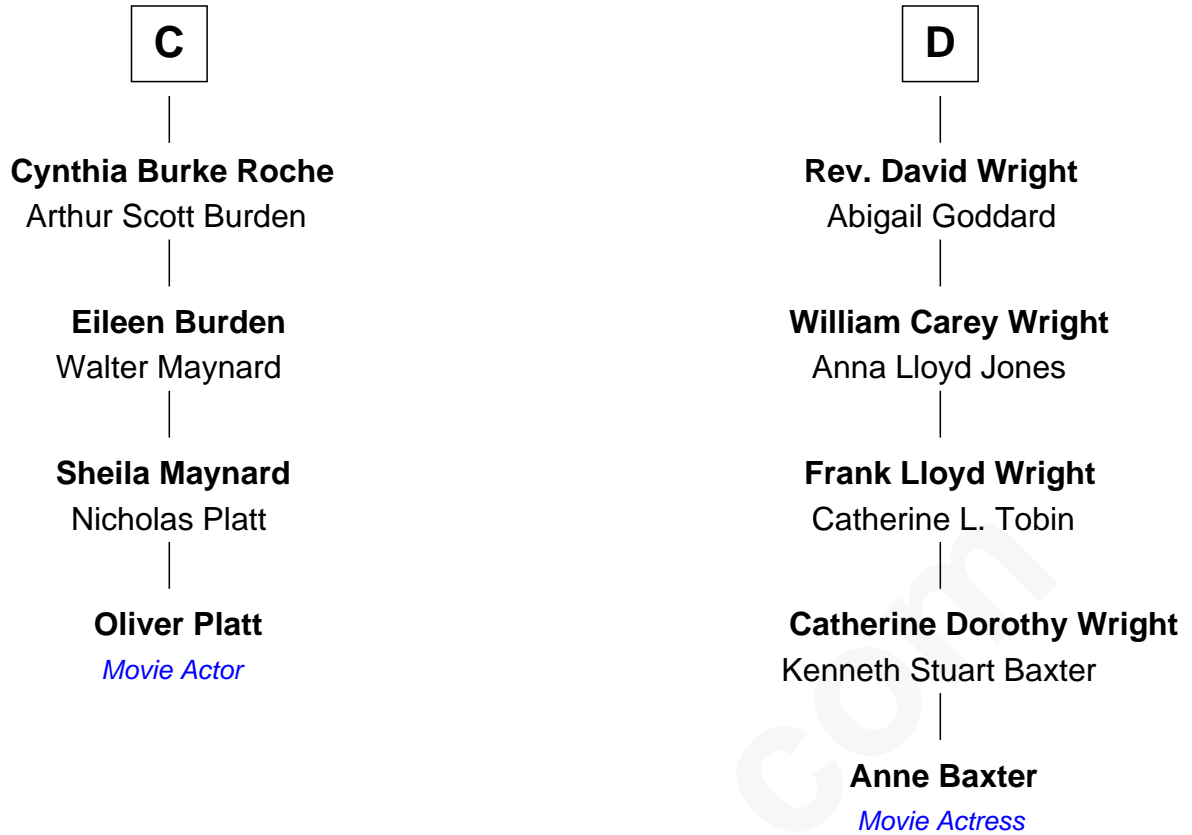 C
Cynthia Burke Roche
Arthur Scott Burden
Eileen Burden
Walter Maynard
Sheila Maynard
Nicholas Platt
Oliver Platt
Movie Actor
D
Rev. David Wright
Abigail Goddard
William Carey Wright
Anna Lloyd Jones
Frank Lloyd Wright
Catherine L. Tobin
Catherine Dorothy Wright
Kenneth Stuart Baxter
Anne Baxter
Movie Actress
com